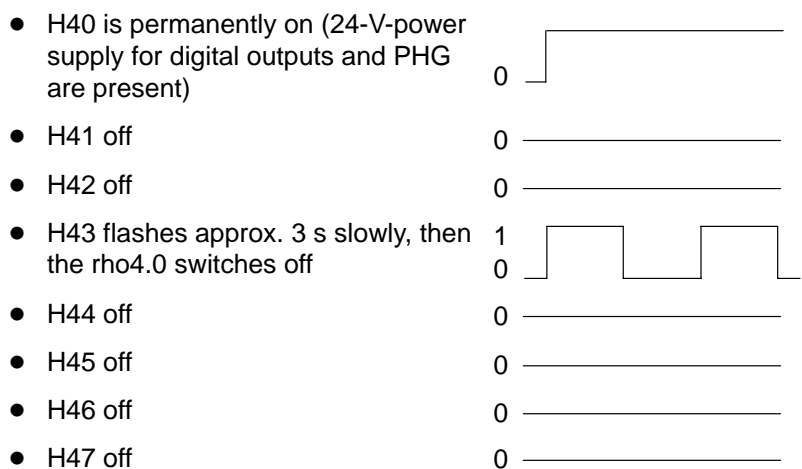 ● H40 is permanently on (24-V-power
supply for digital outputs and PHG
are present) 0
● H41 off 0
● H42 off 0
● H43 flashes approx. 3 s slowly, then 1
the rho4.0 switches off 0
● H44 off 0
● H45 off 0
● H46 off 0
● H47 off 0